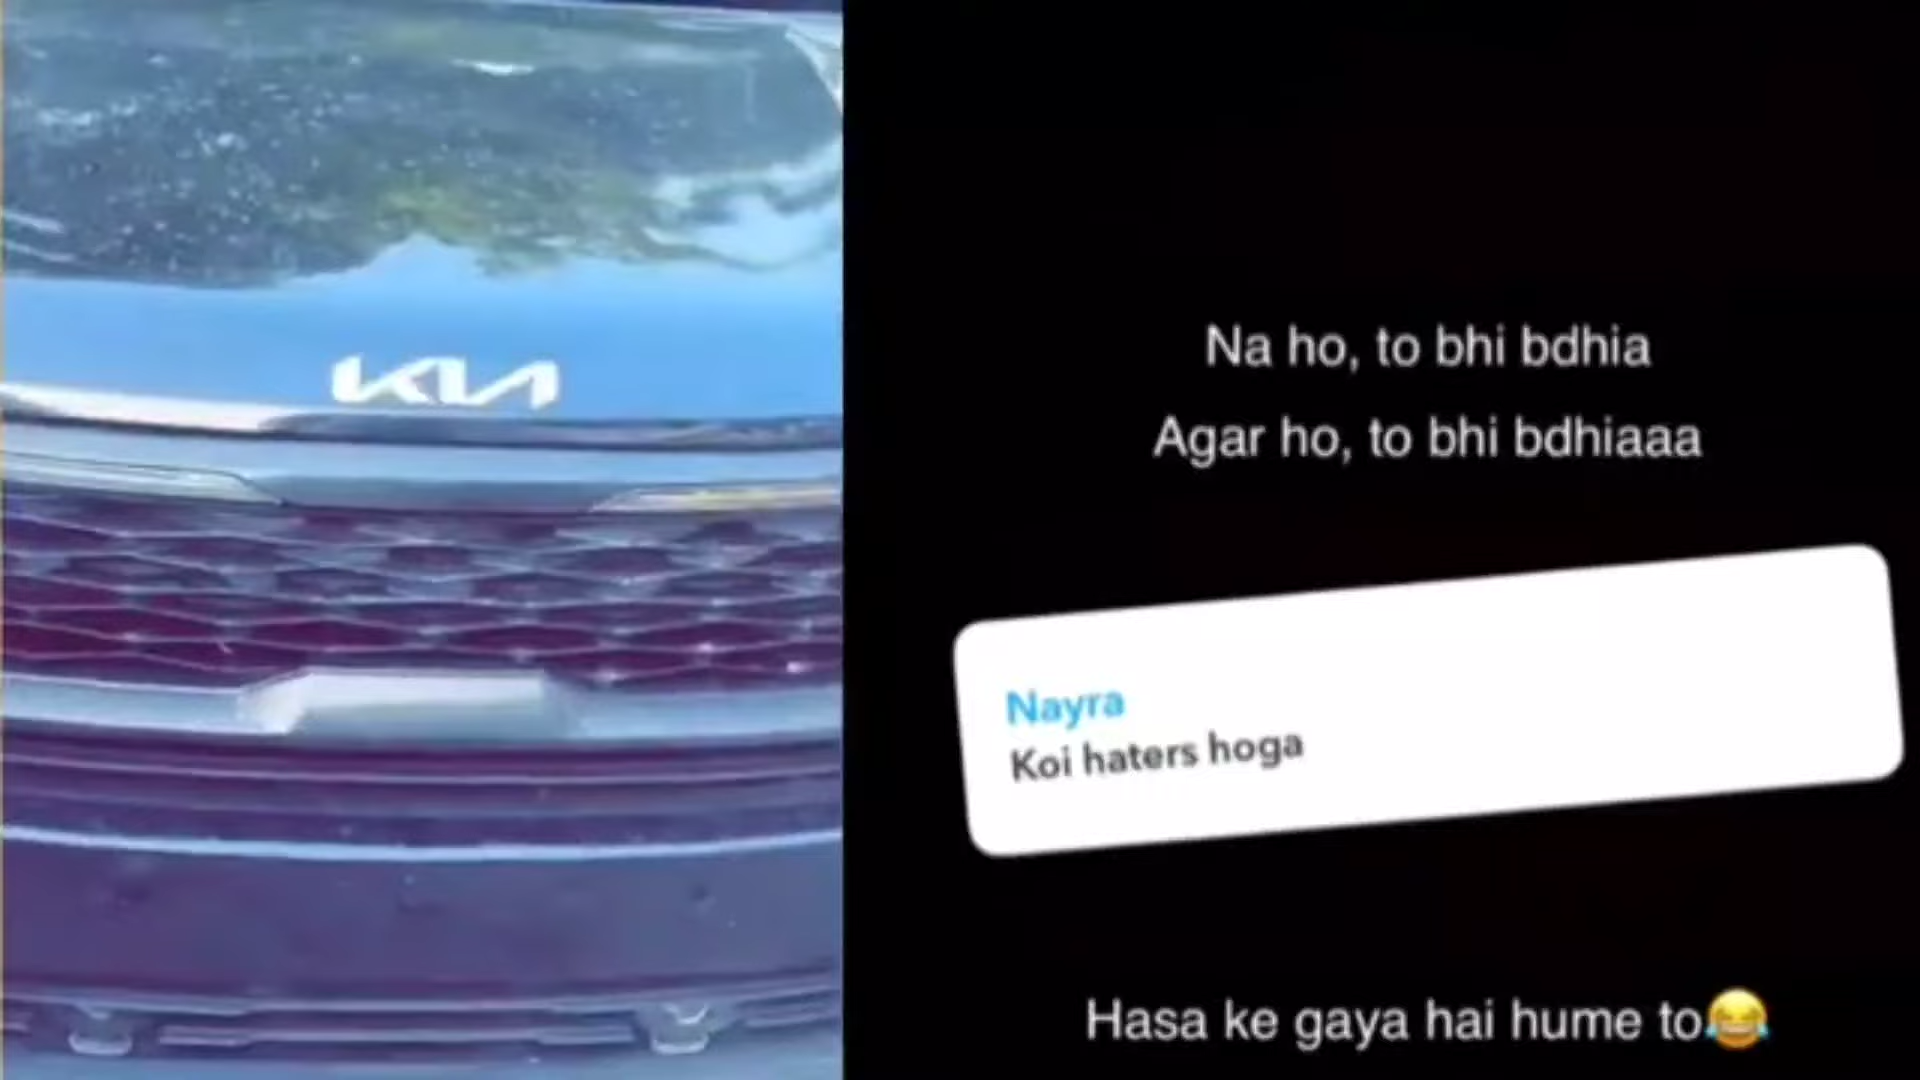 KIA
Na ho, to bhi bdhia
Agar ho, to bhi bdhiaaa
Nayra
Koi haters hoga
Hasa ke gaya hai hume to😂